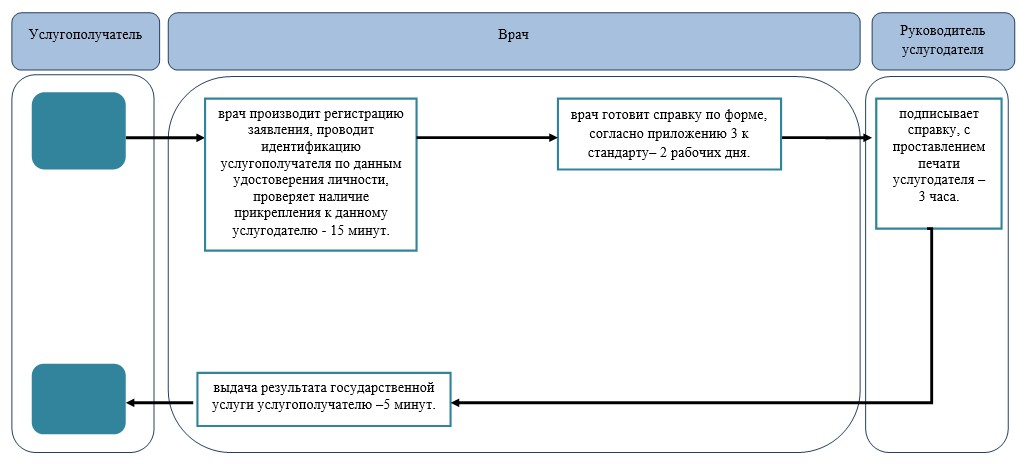 Услугополучатель
Врач
Руководитель
услугодателя
врач производит регистрацию
заявления, проводит
идентификацию
услугополучателя по данным
удостоверения личности,
проверяет наличие
прикрепления к данному
услугодателю - 15 минут.
врач готовит справку по форме,
согласно приложению 3 к
стандарту– 2 рабочих дня.
подписывает
справку, с
проставлением
печати
услугодателя –
3 часа.
выдача результата государственной
услуги услугополучателю –5 минут.